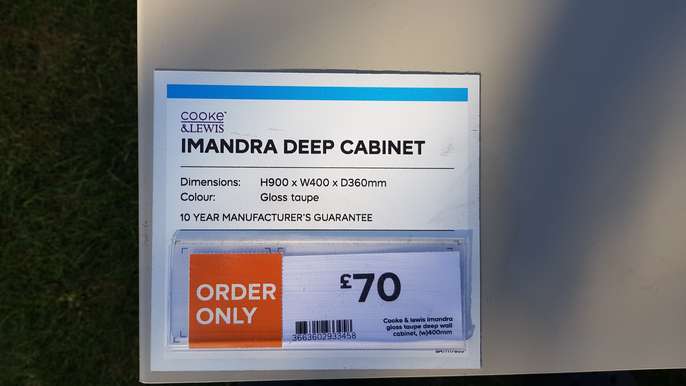 cooke
&LEWIS
IMANDRA DEEP CABINET
Dimensions: H900 x W400 x D360mm
Colour: Gloss taupe
10 YEAR MANUFACTURER'S GUARANTEE
ORDER
ONLY
£70
Cooke & lewis imandra
gloss taupe deep wall
cabinet, (w)400mm
3663602933458